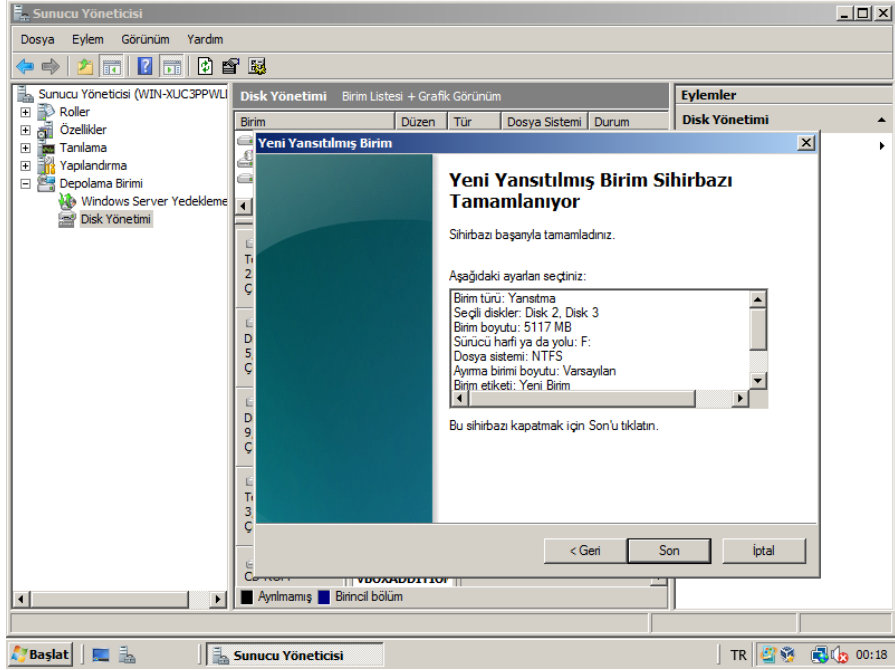 Sunucu Yöneticisi
Dosya Eylem Görünüm Yardım
Sunucu Yöneticisi (WIN-XUC3PPWLI
Roller
Özellikler
Tanılama
Yapılandırma
Depolama Birimi
Windows Server Yedekleme
Disk Yönetimi
Disk Yönetimi Birim Listesi + Grafik Görünüm
Birim Düzen Tür Dosya Sistemi Durum
Eylemler
Disk Yönetimi
Yeni Yansıtılmış Birim
Yeni Yansıtılmış Birim Sihirbazı
Tamamlanıyor
Sihirbazı başarıyla tamamladınız.
Aşağıdaki ayarları seçtiniz:
Birim türü: Yansıtma
Seçili diskler: Disk 2, Disk 3
Birim boyutu: 5117 MB
Sürücü harfi ya da yolu: F:
Dosya sistemi: NTFS
Ayırma birimi boyutu: Varsayılan
Birim etiketi: Yeni Birim
Bu sihirbazı kapatmak için Son'u tıklatın.
< Geri Son İptal
Ayrılmamış Birincil bölüm
Başlat Sunucu Yöneticisi TR 00:18